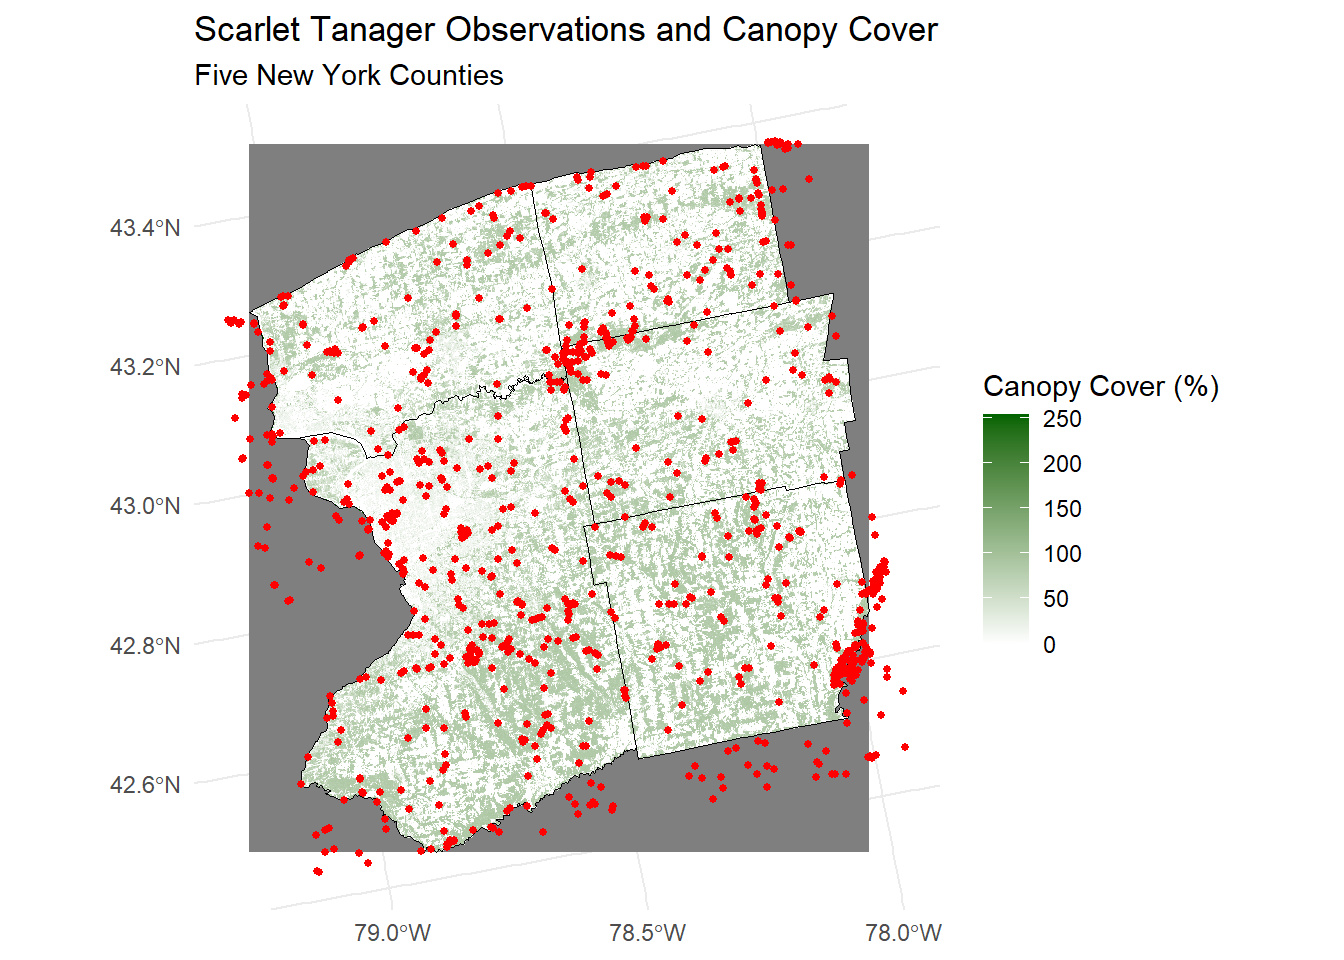 Scarlet Tanager Observations and Canopy Cover
Five New York Counties
43.4°N
43.2°N
43.0°N
42.8°N
42.6°N
79.0°W
78.5°W
78.0°W
Canopy Cover (%)
250
200
150
100
50
0